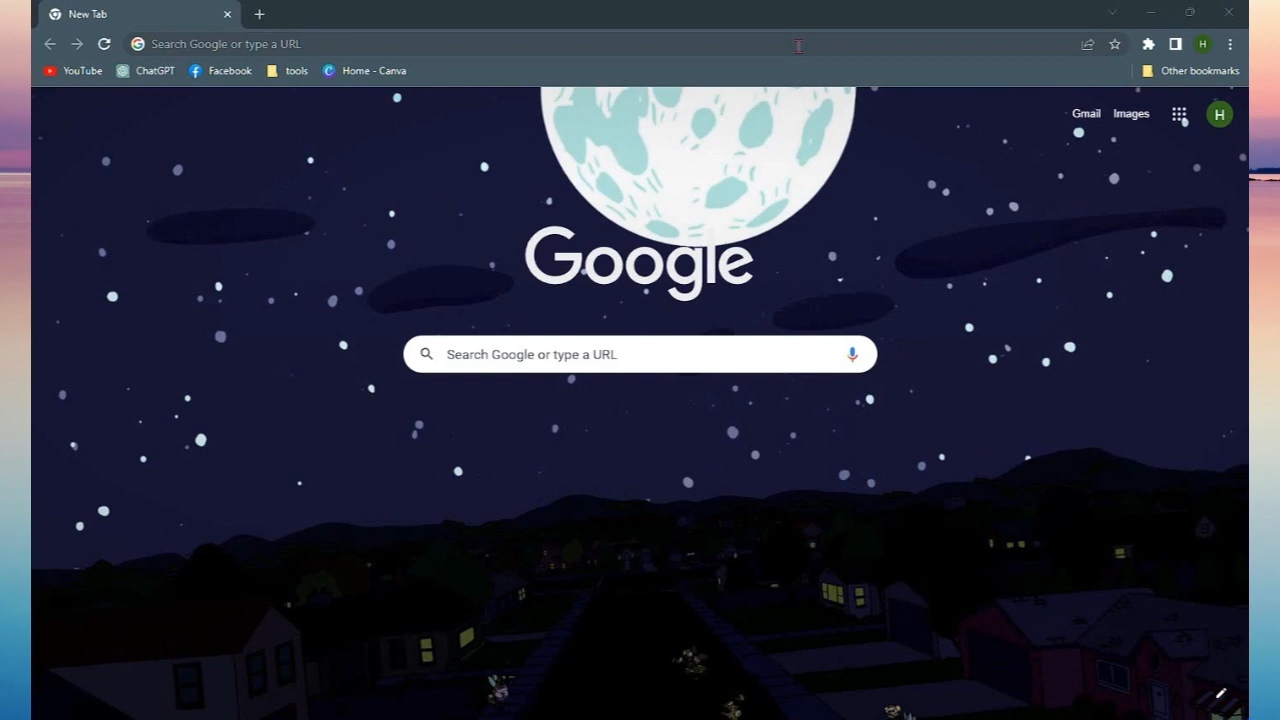 New Tab
Search Google or type a URL
H
YouTube
ChatGPT
Facebook
tools
Home - Canva
Other bookmarks
Gmail
Images
H
Google
Search Google or type a URL